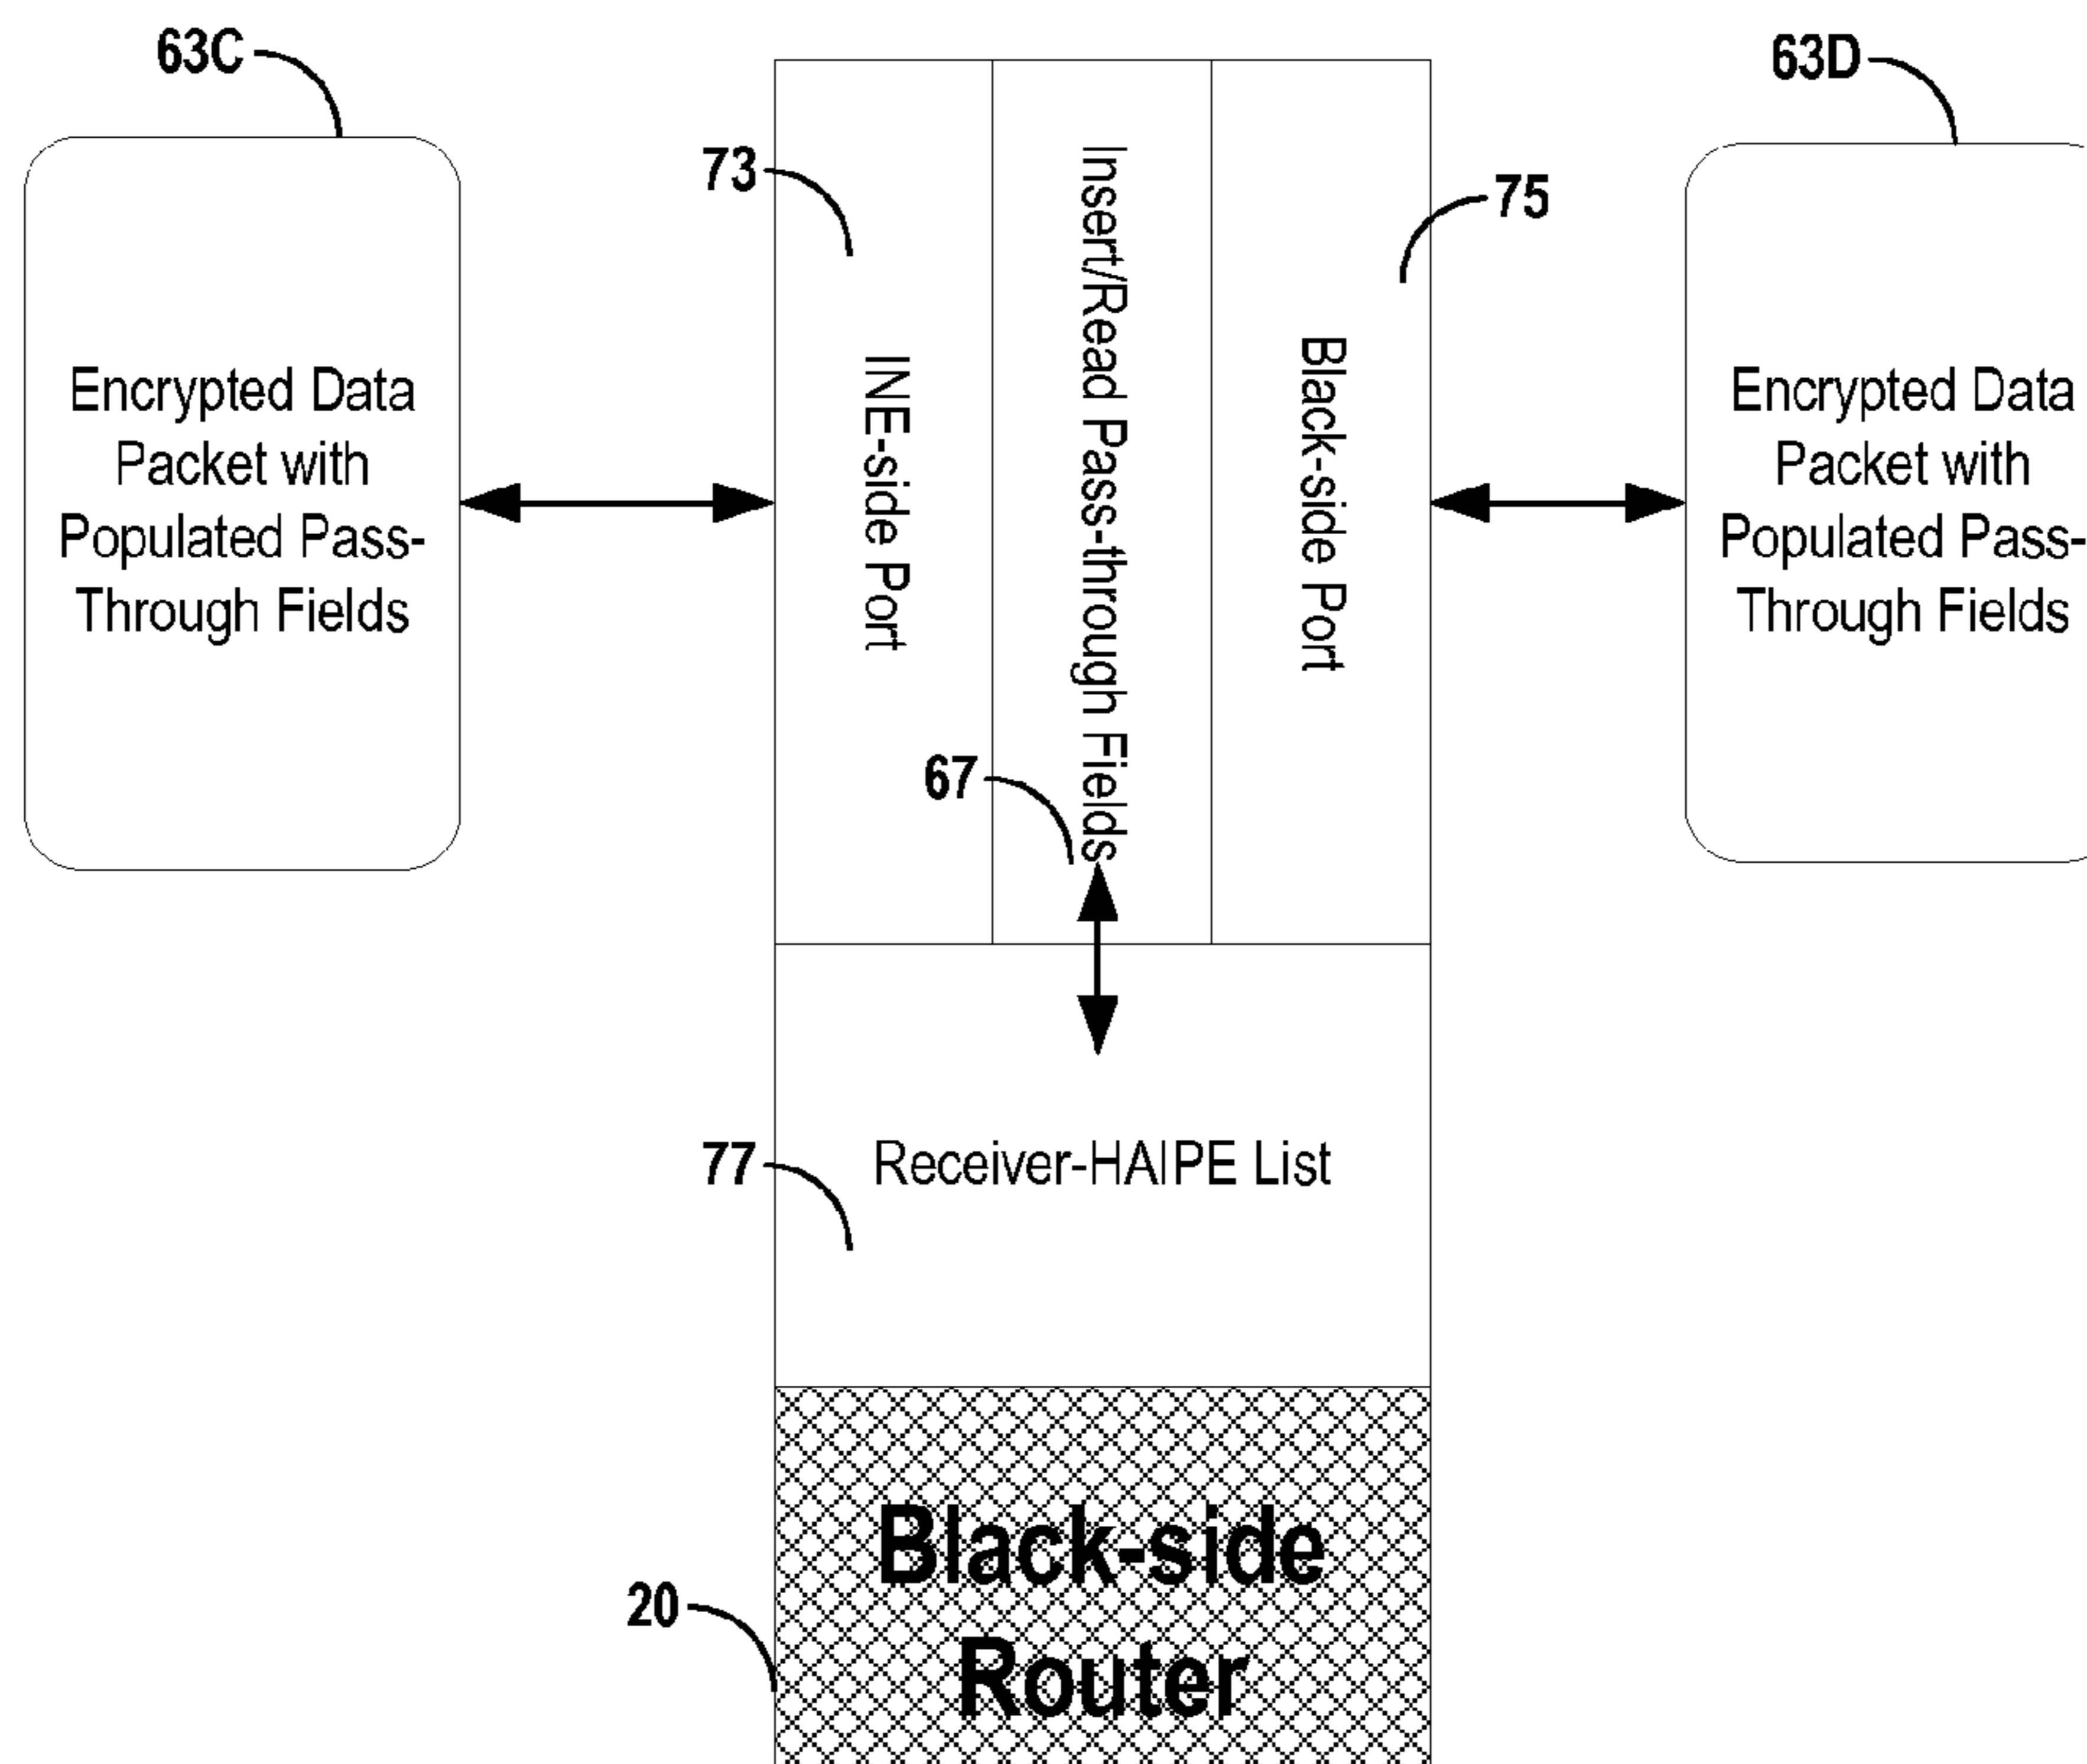 63C
63D
73
75
Encrypted Data
Packet with
Populated Pass-
Through Fields
INE-side Port
Insert/Read Pass-through Fields
Black-side Port
Encrypted Data
Packet with
Populated Pass-
Through Fields
67
77
Receiver-HAIPE List
20
Black-side
Router